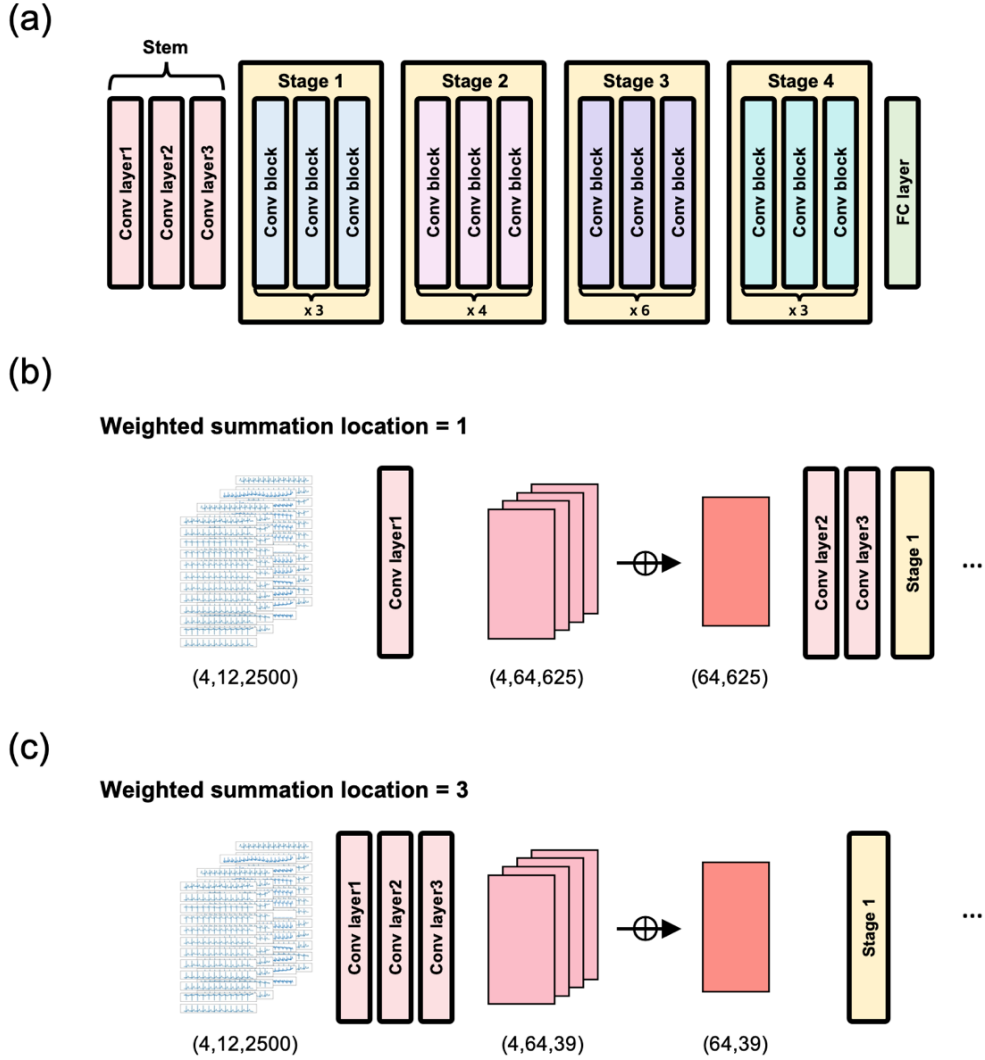 (a)
Stem
Stage 1
Stage 2
Stage 3
Stage 4
Conv layer1
Conv layer2
Conv layer3
Conv block
Conv block
Conv block
Conv block
Conv block
Conv block
Conv block
Conv block
Conv block
Conv block
Conv block
Conv block
FC layer
x 3
x 4
x 6
x 3
(b)
Weighted summation location = 1
Conv layer1
Conv layer2
Conv layer3
Stage 1
...
(4,12,2500)
(4,64,625)
(64,625)
(c)
Weighted summation location = 3
Conv layer1
Conv layer2
Conv layer3
Stage 1
...
(4,12,2500)
(4,64,39)
(64,39)